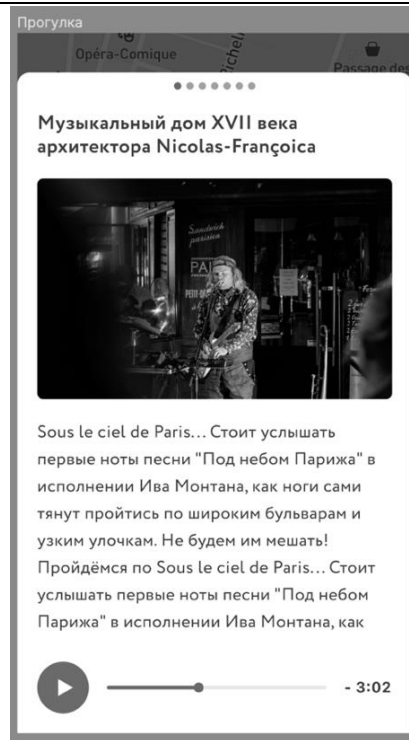 Прогулка
Opéra-Comique
Passage des
Музыкальный дом XVII века
архитектора Nicolas-Françoica
Sandwich
parisien
Sous le ciel de Paris... Стоит услышать
первые ноты песни "Под небом Парижа" в
исполнении Ива Монтана, как ноги сами
тянут пройтись по широким бульварам и
узким улочкам. Не будем им мешать!
Пройдёмся по Sous le ciel de Paris... Стоит
услышать первые ноты песни "Под небом
Парижа" в исполнении Ива Монтана, как
- 3:02